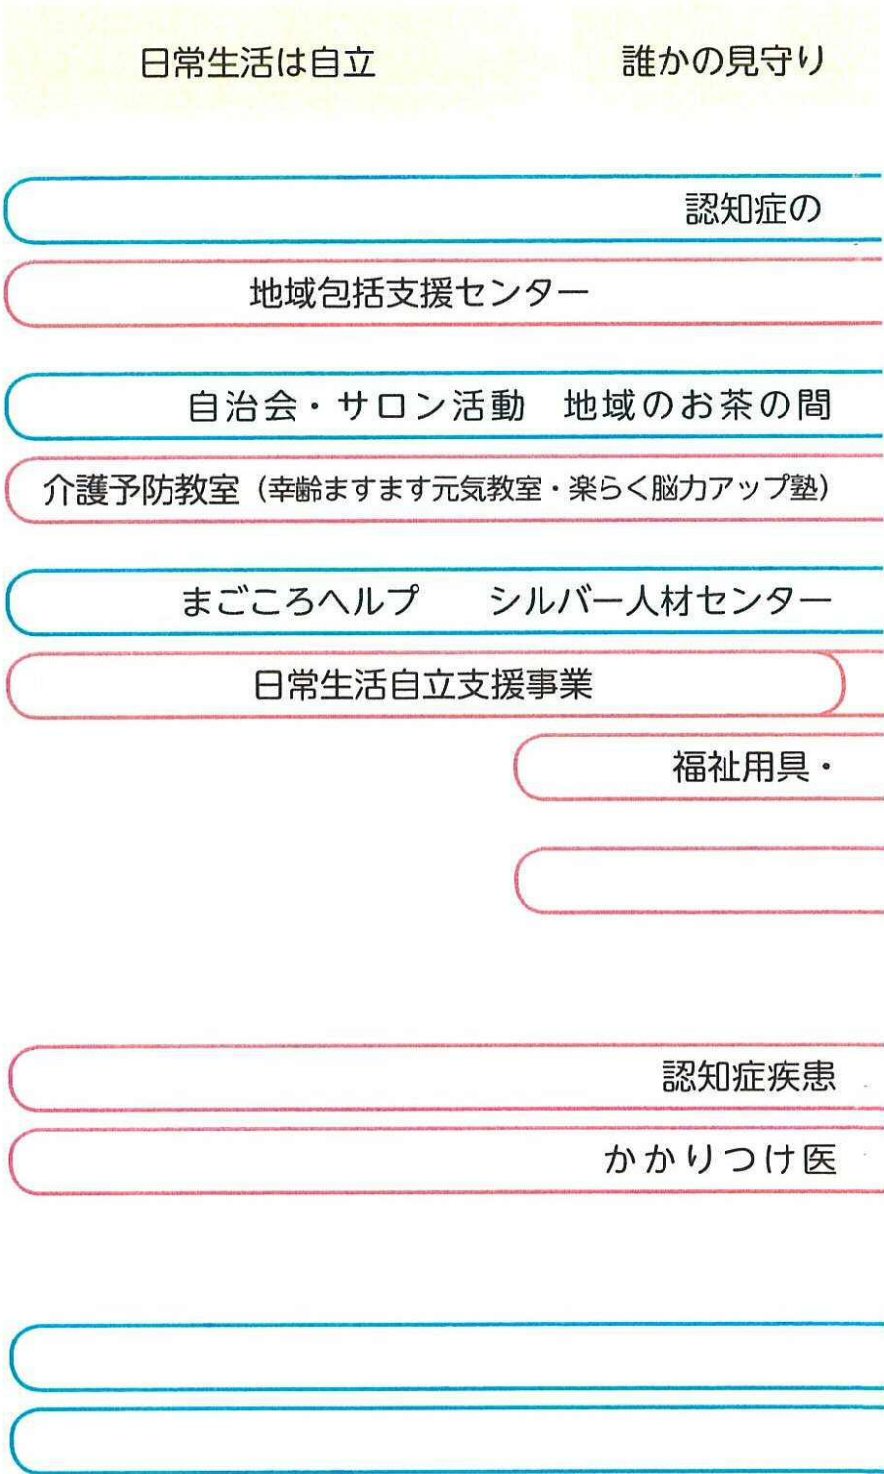 日常生活は自立　誰かの見守り
認知症の
地域包括支援センター
自治会・サロン活動　地域のお茶の間
介護予防教室（幸齢ますます元気教室・楽らく脳力アップ塾）
まごころヘルプ　シルバー人材センター
日常生活自立支援事業
福祉用具・
認知症疾患
かかりつけ医